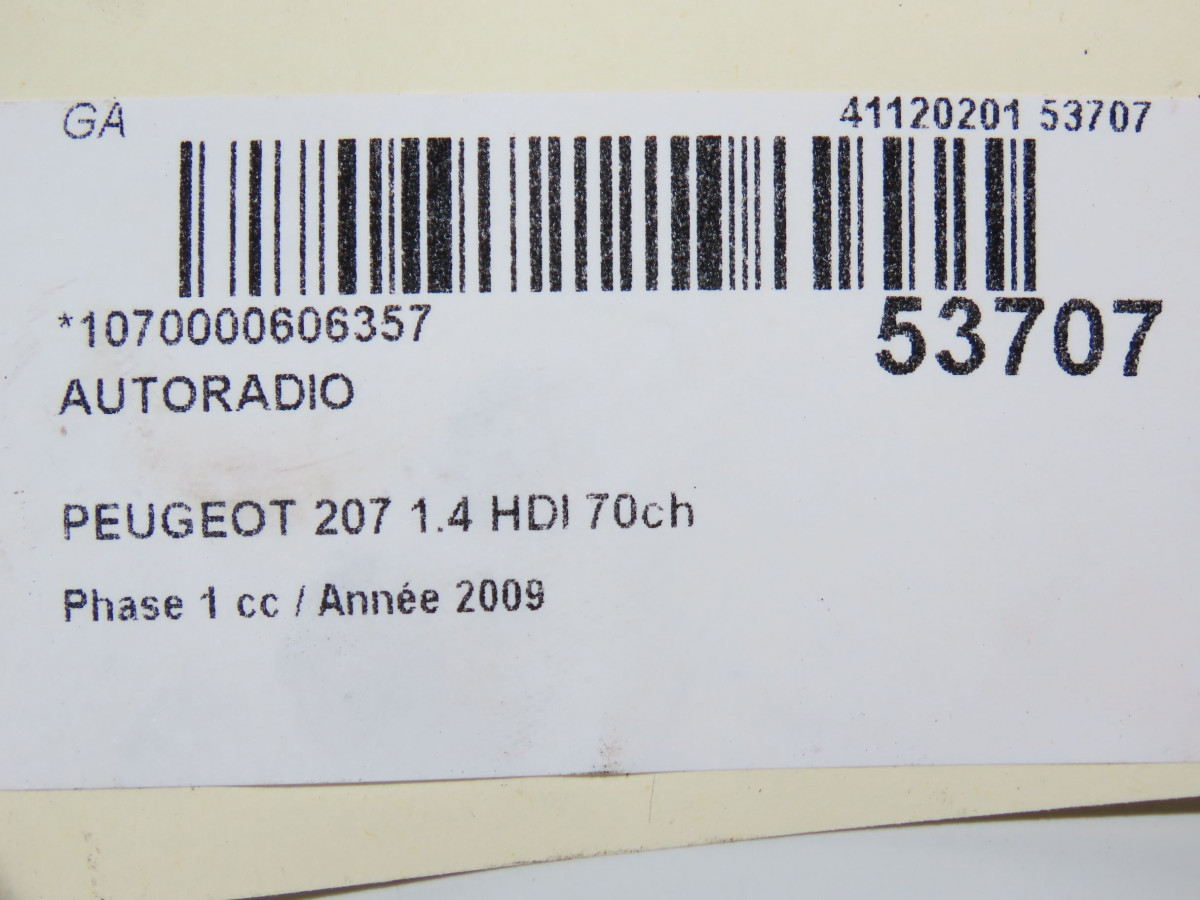 GA 41120201 53707
*1070000606357 53707
AUTORADIO
PEUGEOT 207 1.4 HDI 70ch
Phase 1 cc / Année 2009